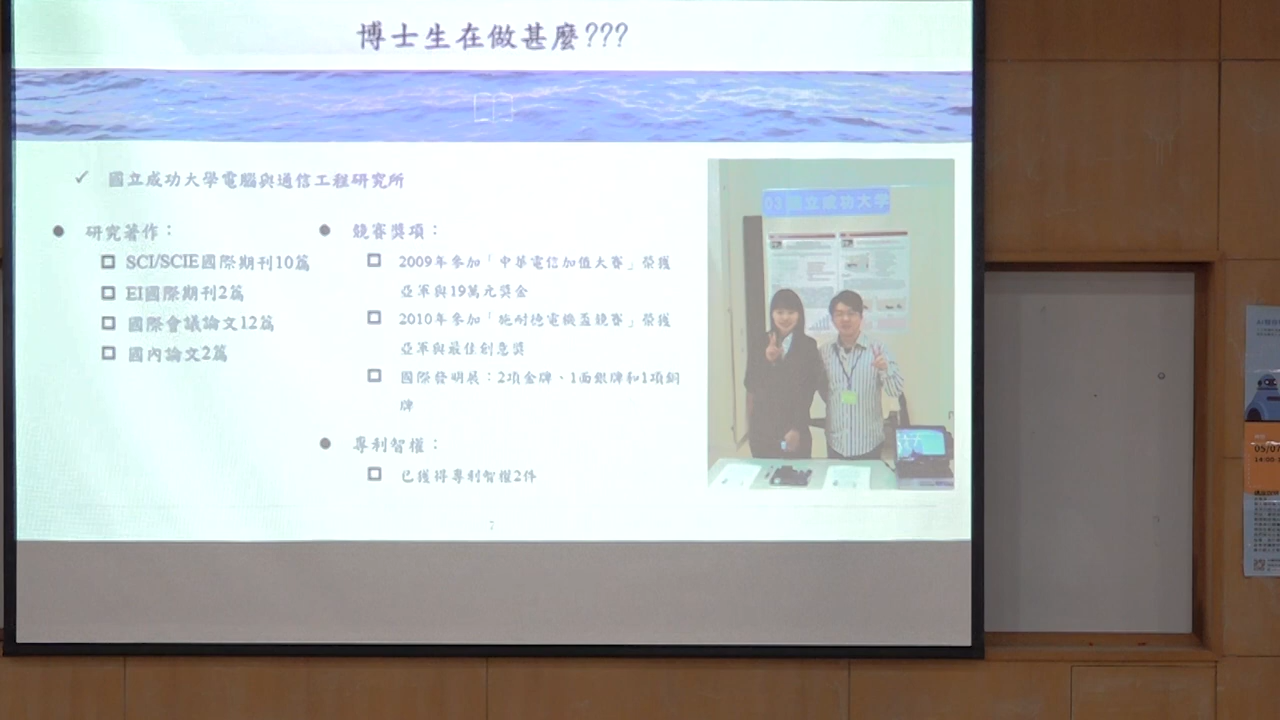 博士生在做甚麼???
國立成功大學電腦與通信工程研究所
研究著作：
SCI/SCIE國際期刊10篇
EI國際期刊2篇
國際會議論文12篇
國內論文2篇
競賽獎項：
2009年參加「中華電信加值大賽」榮獲
亞軍與19萬元獎金
2010年參加「施耐德電機盃競賽」榮獲
亞軍與最佳創意獎
國際發明展：2項金牌、1面銀牌和1項銅
牌
專利智權：
已獲得專利智權2件
7
03 國立成功大学
05/07
14:00